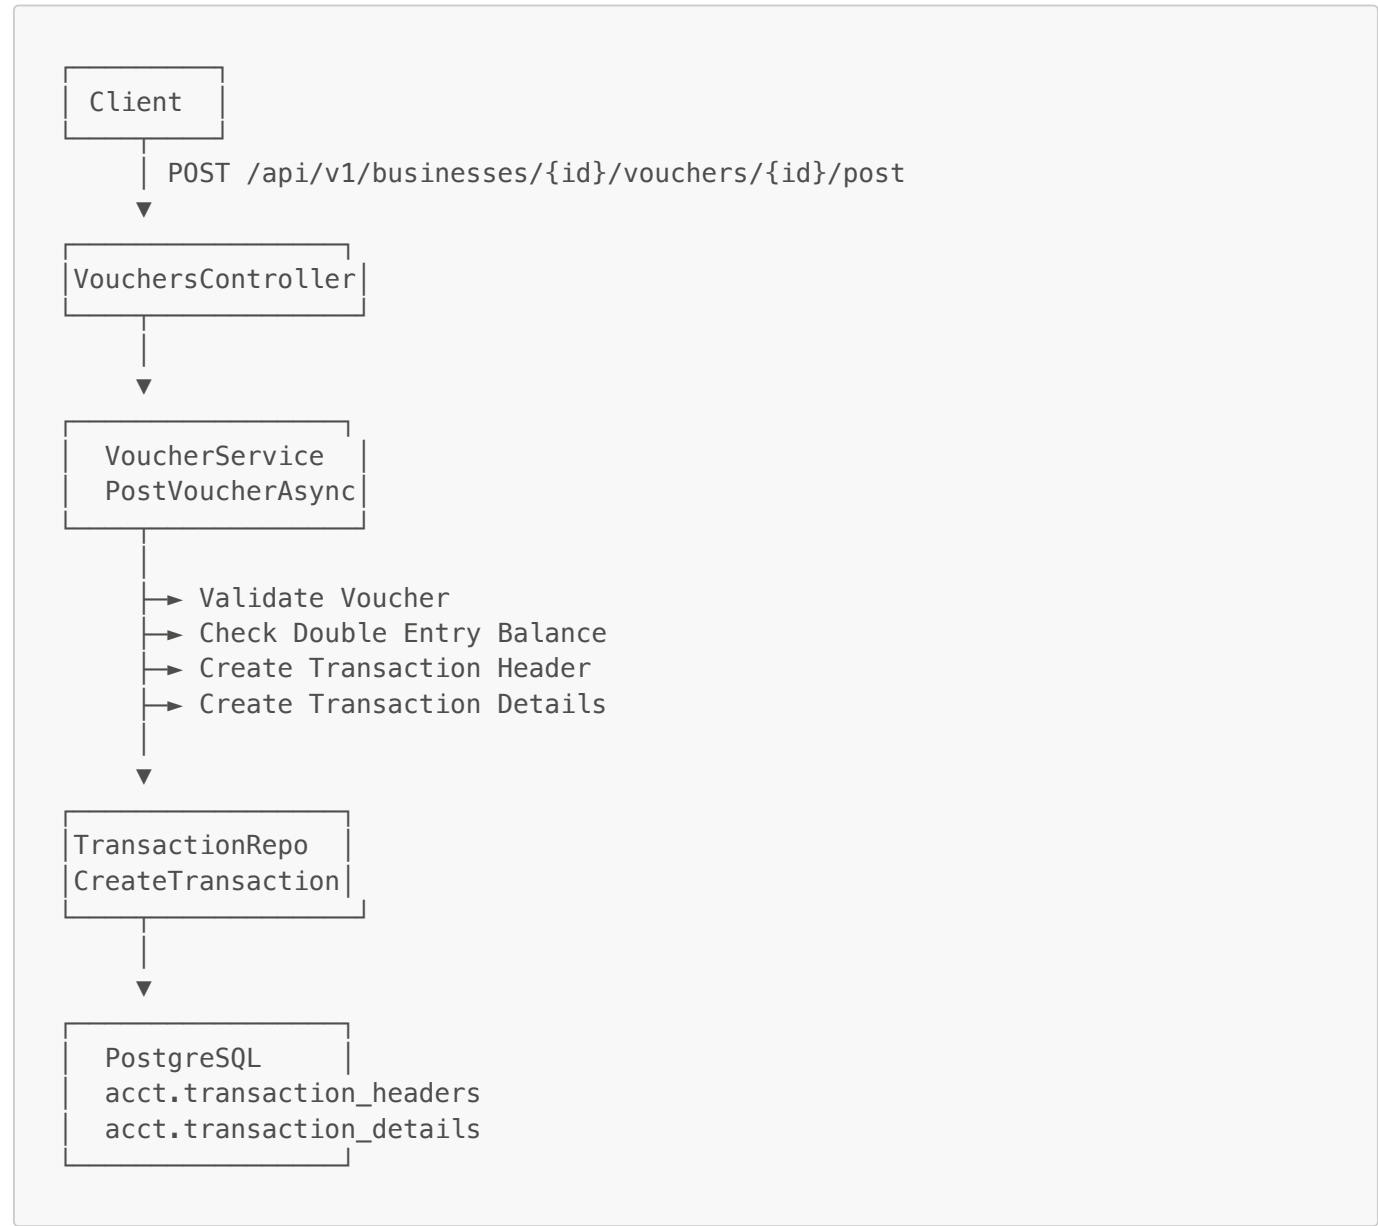 Client
POST /api/v1/businesses/{id}/vouchers/{id}/post
VouchersController
VoucherService
PostVoucherAsync
Validate Voucher
Check Double Entry Balance
Create Transaction Header
Create Transaction Details
TransactionRepo
CreateTransaction
PostgreSQL
acct.transaction_headers
acct.transaction_details